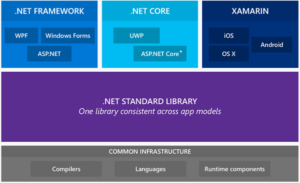 .NET FRAMEWORK
WPF
Windows Forms
ASP.NET
.NET CORE
UWP
ASP.NET Core*
XAMARIN
iOS
Android
OS X
.NET STANDARD LIBRARY
One library consistent across app models
COMMON INFRASTRUCTURE
Compilers
Languages
Runtime components